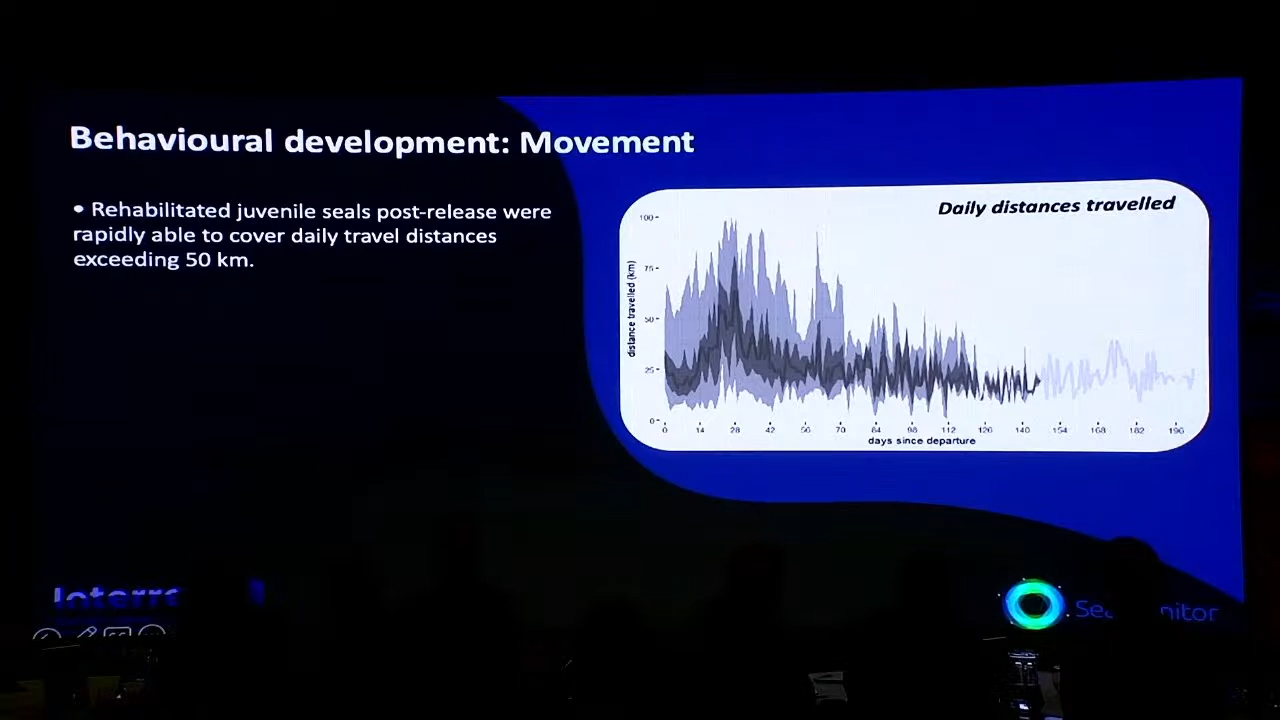 Behavioural development: Movement
• Rehabilitated juvenile seals post-release were
rapidly able to cover daily travel distances
exceeding 50 km.
Daily distances travelled
distance travelled (km)
100
75
50
25
0
0 14 28 42 56 70 84 98 112 126 140 154 168 182 196
days since departure